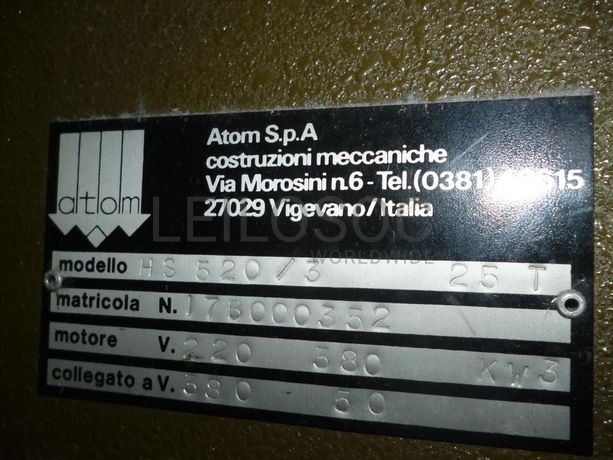 Atom S.p.A
costruzioni meccaniche
Via Morosini n.6 - Tel.(0381)
27029 Vigevano/Italia
atom
LEILOSOC
WORLDWIDE
modello HS 520/3 25 T
matricola N. 17B000352
motore V. 220 380 KW3
collegato a V. 380 50